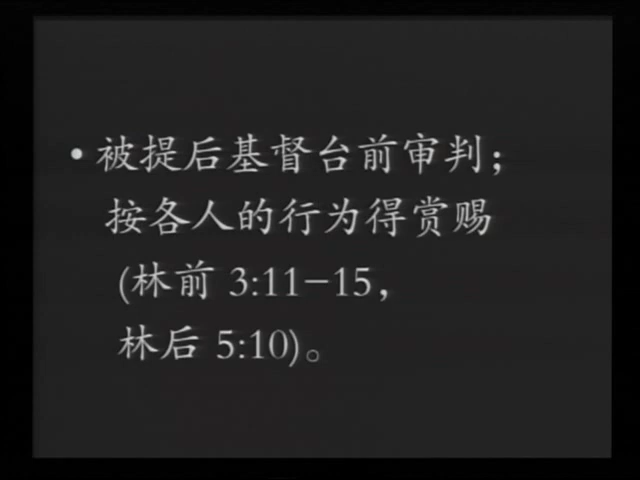 • 被提后基督台前审判；
按各人的行为得赏赐
(林前 3:11-15，
林后 5:10)。